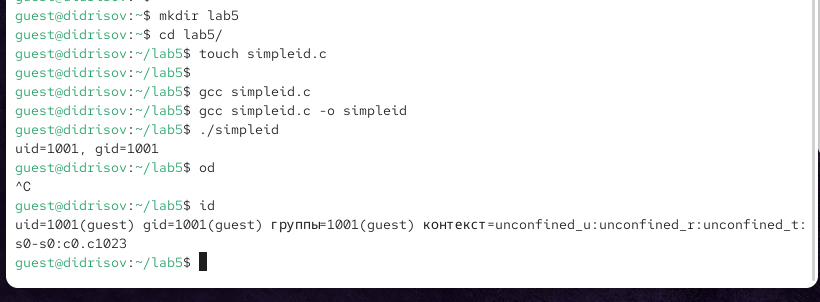 guest@didrisov:~$ mkdir lab5
guest@didrisov:~$ cd lab5/
guest@didrisov:~/lab5$ touch simpleid.c
guest@didrisov:~/lab5$
guest@didrisov:~/lab5$ gcc simpleid.c
guest@didrisov:~/lab5$ gcc simpleid.c -o simpleid
guest@didrisov:~/lab5$ ./simpleid
uid=1001, gid=1001
guest@didrisov:~/lab5$ od
^C
guest@didrisov:~/lab5$ id
uid=1001(guest) gid=1001(guest) группы=1001(guest) контекст=unconfined_u:unconfined_r:unconfined_t:
s0-s0:c0.c1023
guest@didrisov:~/lab5$